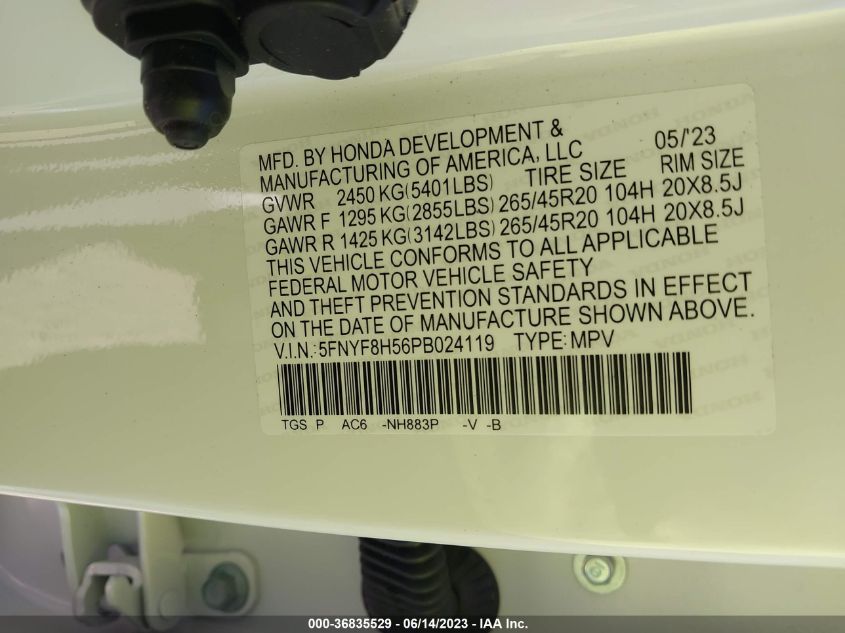 MFD. BY HONDA DEVELOPMENT & 05/'23
MANUFACTURING OF AMERICA, LLC
GVWR 2450 KG(5401LBS) TIRE SIZE RIM SIZE
GAWR F 1295 KG(2855LBS) 265/45R20 104H 20X8.5J
GAWR R 1425 KG(3142LBS) 265/45R20 104H 20X8.5J
THIS VEHICLE CONFORMS TO ALL APPLICABLE
FEDERAL MOTOR VEHICLE SAFETY
AND THEFT PREVENTION STANDARDS IN EFFECT
ON THE DATE OF MANUFACTURE SHOWN ABOVE.
V.I.N.:5FNYF8H56PB024119 TYPE:MPV
TGS P AC6 -NH883P -V -B
HONDA
000-36835529 - 06/14/2023 - IAA Inc.